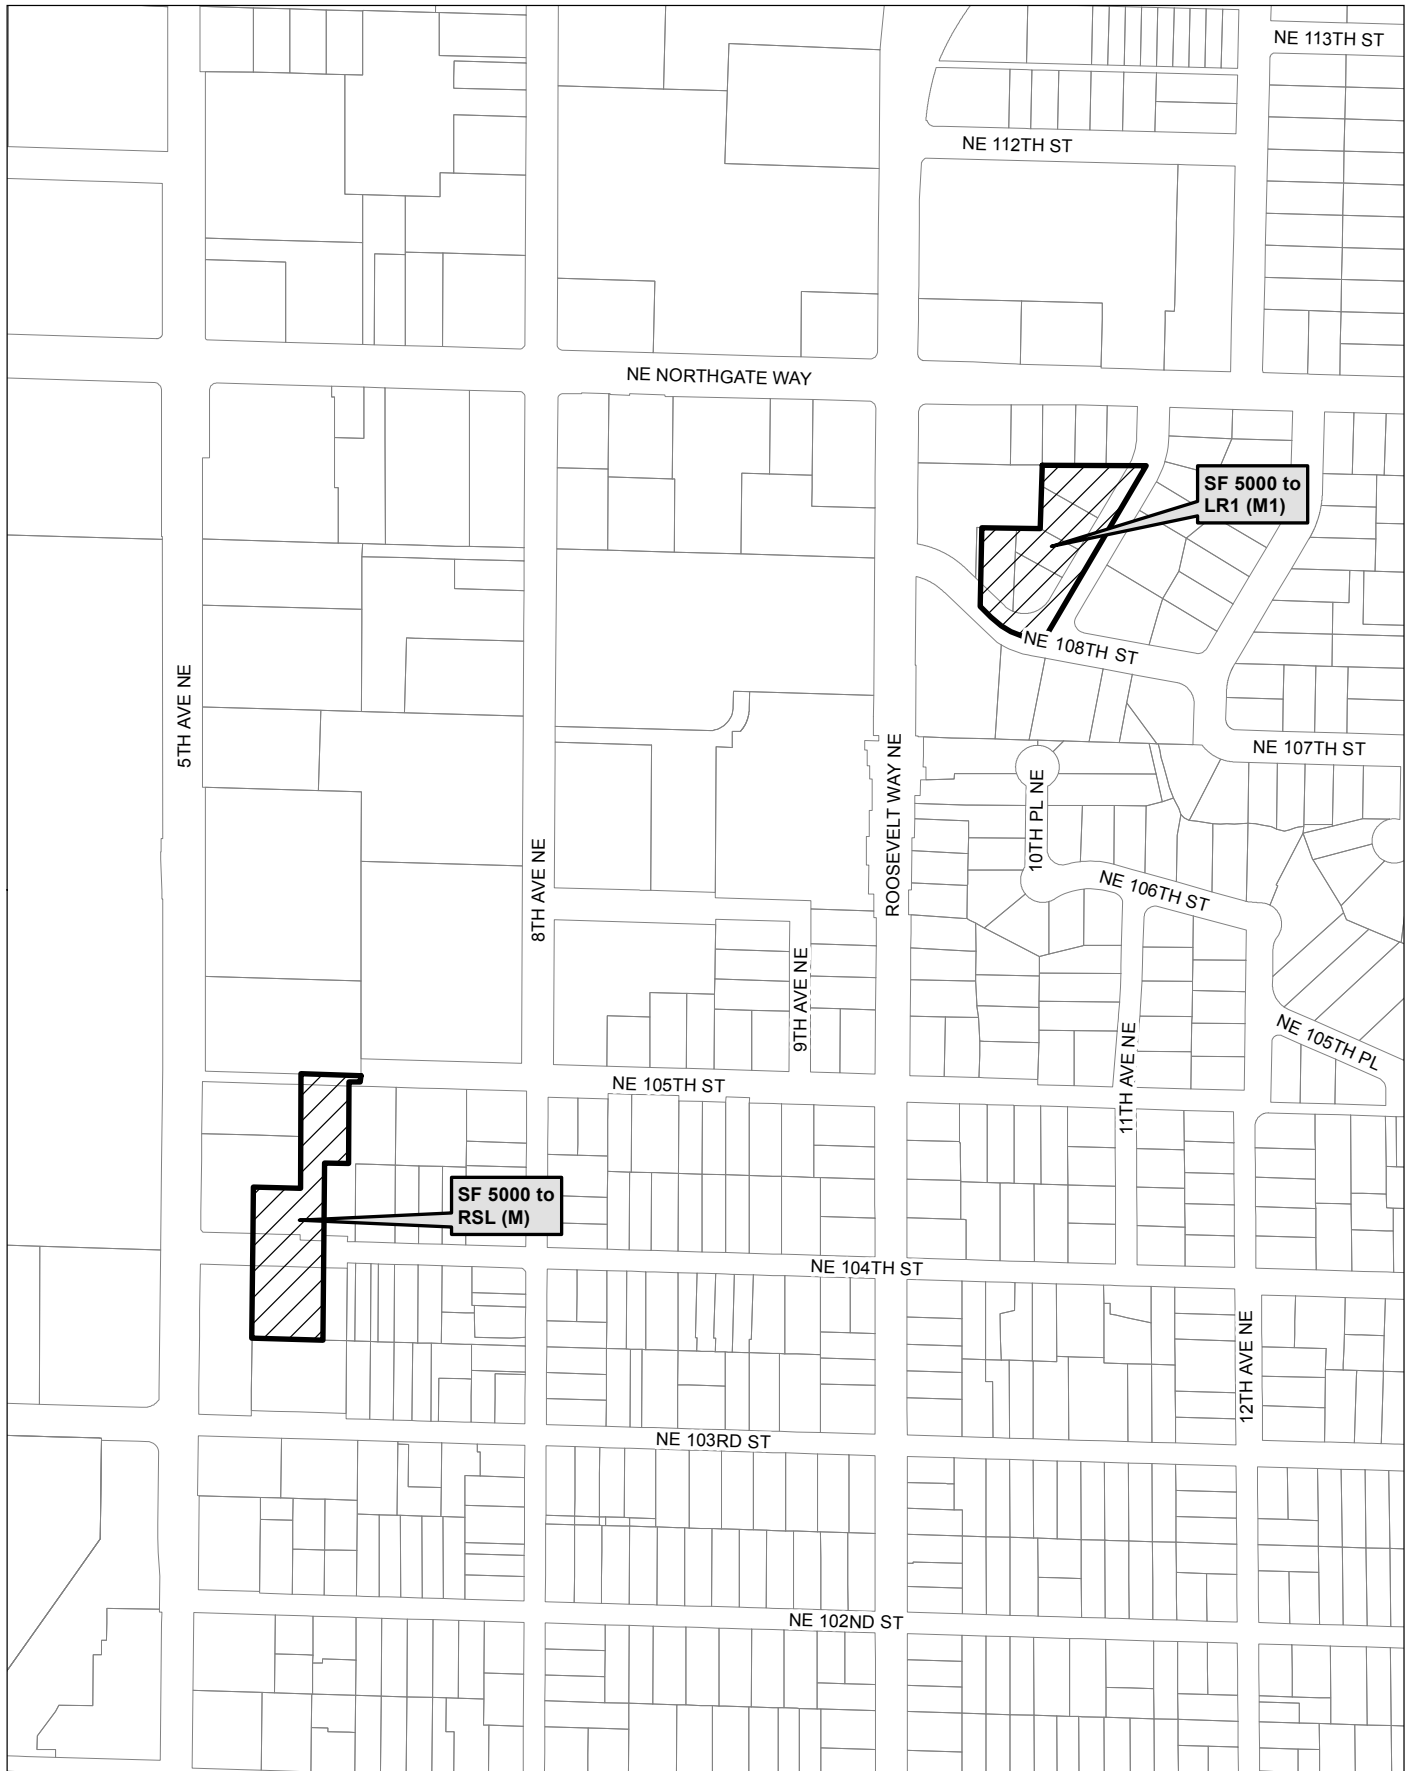 NE 113TH ST
NE 112TH ST
NE NORTHGATE WAY
SF 5000 to
LR1 (M1)
NE 108TH ST
5TH AVE NE
ROOSEVELT WAY NE
NE 107TH ST
10TH PL NE
8TH AVE NE
NE 106TH ST
9TH AVE NE
11TH AVE NE
NE 105TH PL
NE 105TH ST
SF 5000 to
RSL (M)
NE 104TH ST
12TH AVE NE
NE 103RD ST
NE 102ND ST